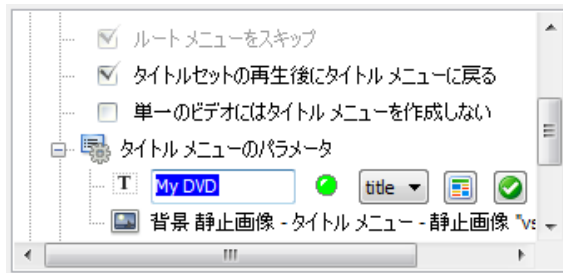 ルート メニューをスキップ
タイトルセットの再生後にタイトル メニューに戻る
単一のビデオにはタイトル メニューを作成しない
タイトル メニューのパラメータ
T My DVD title
背景 静止画像 - タイトル メニュー - 静止画像 "vs